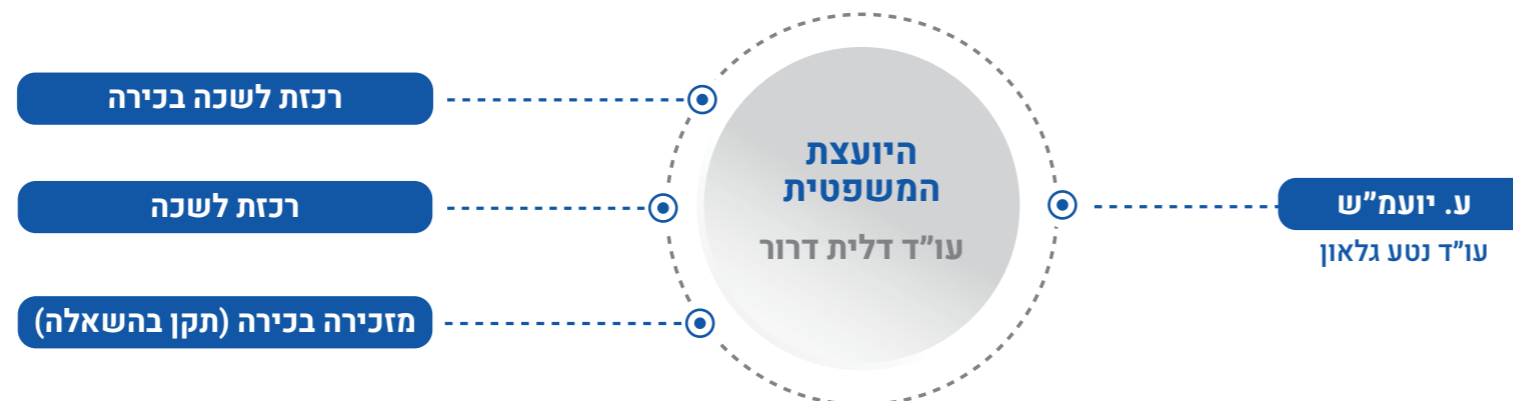 היועצת
המשפטית
עו״ד דלית דרור
ע. יועמ״ש
עו״ד נטע גלאון
רכזת לשכה בכירה
רכזת לשכה
מזכירה בכירה (תקן בהשאלה)